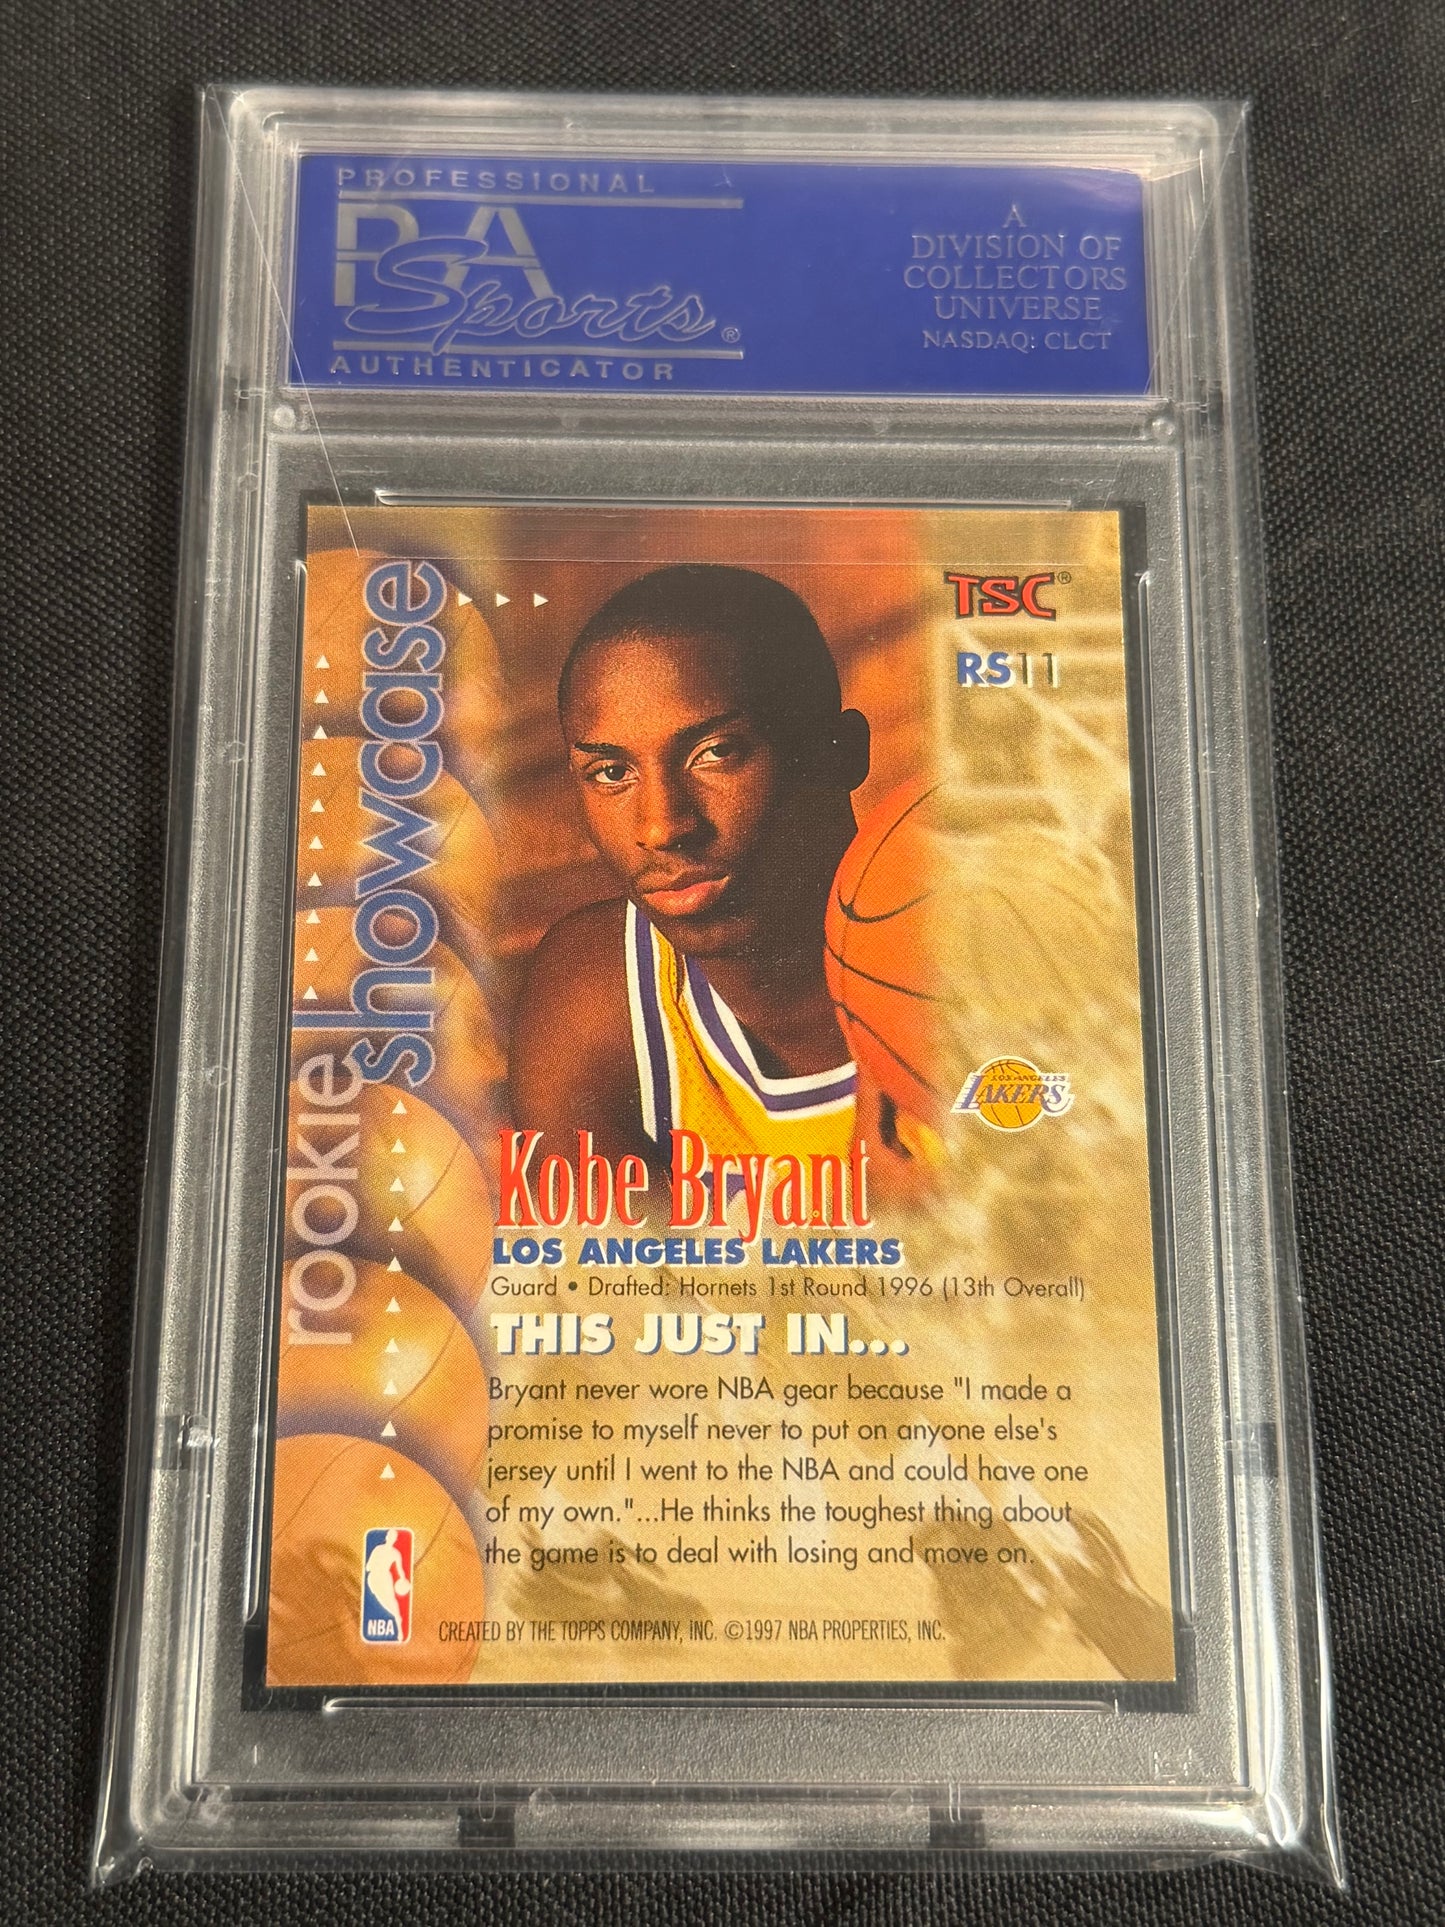 PROFESSIONAL
PSA
Sports®
AUTHENTICATOR
A
DIVISION OF
COLLECTORS
UNIVERSE
NASDAQ: CLCT
TSC®
RS11
rookie
showcase
LOS ANGELES
LAKERS
Kobe Bryant
LOS ANGELES LAKERS
Guard • Drafted: Hornets 1st Round 1996 (13th Overall)
THIS JUST IN...
Bryant never wore NBA gear because "I made a
promise to myself never to put on anyone else's
jersey until I went to the NBA and could have one
of my own."...He thinks the toughest thing about
the game is to deal with losing and move on.
NBA
CREATED BY THE TOPPS COMPANY, INC. ©1997 NBA PROPERTIES, INC.